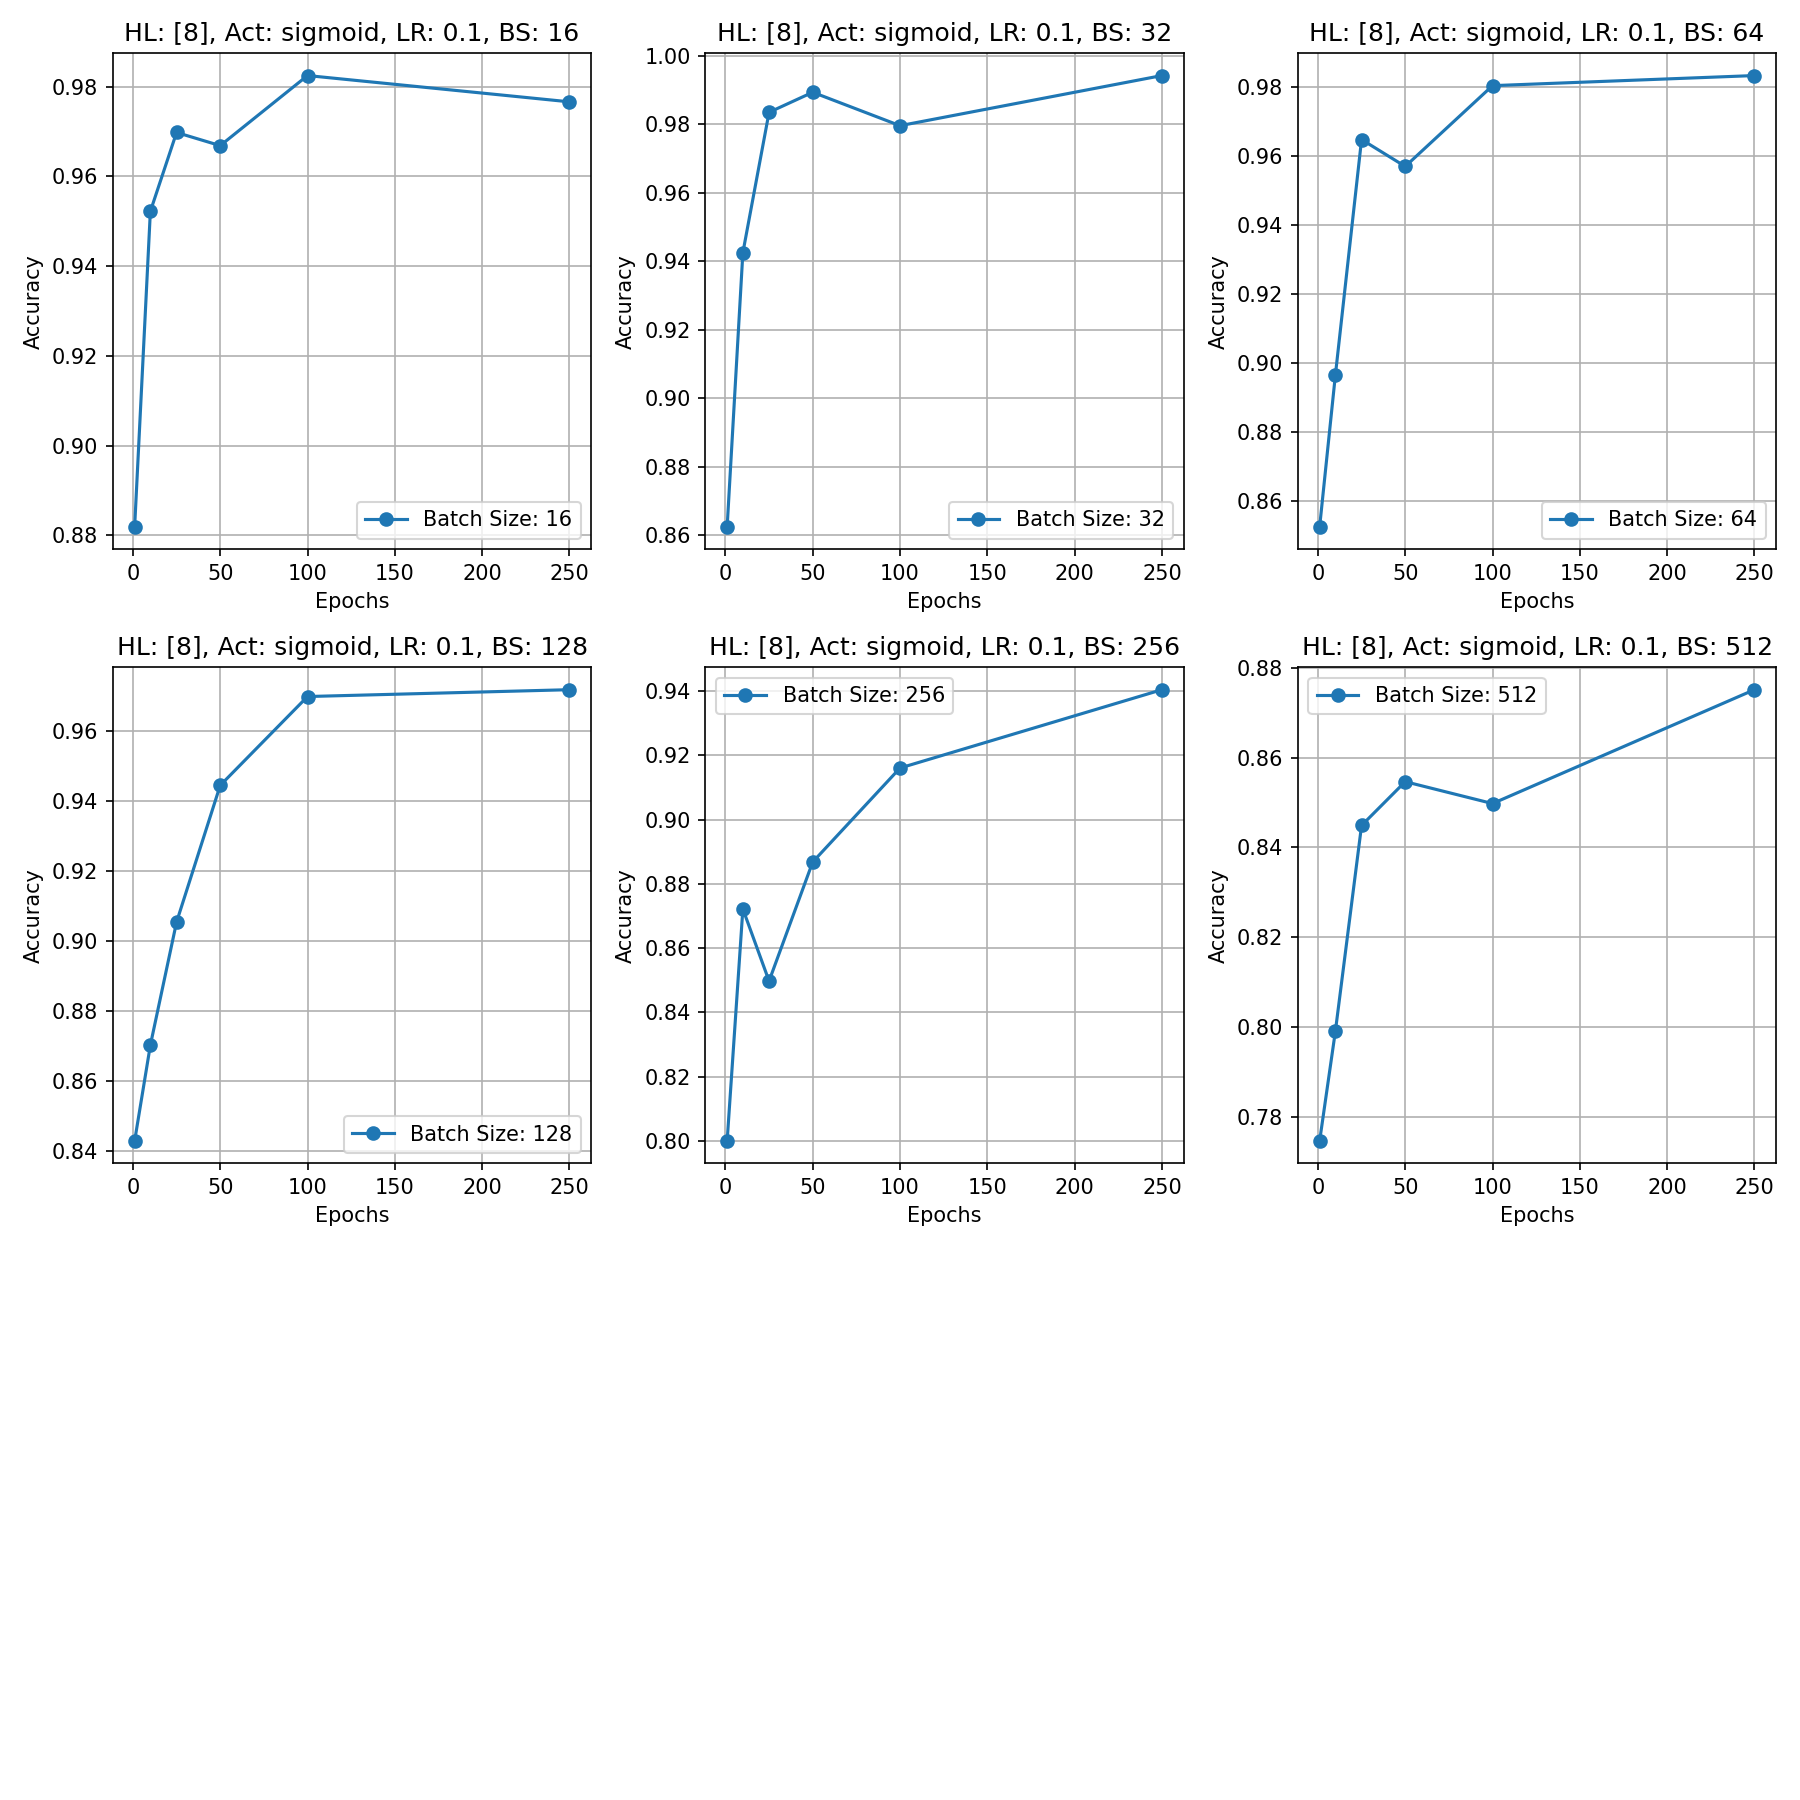 HL: [8], Act: sigmoid, LR: 0.1, BS: 16
Accuracy
0.98
0.96
0.94
0.92
0.90
0.88
Batch Size: 16
0 50 100 150 200 250
Epochs
HL: [8], Act: sigmoid, LR: 0.1, BS: 32
Accuracy
1.00
0.98
0.96
0.94
0.92
0.90
0.88
0.86
Batch Size: 32
0 50 100 150 200 250
Epochs
HL: [8], Act: sigmoid, LR: 0.1, BS: 64
Accuracy
0.98
0.96
0.94
0.92
0.90
0.88
0.86
Batch Size: 64
0 50 100 150 200 250
Epochs
HL: [8], Act: sigmoid, LR: 0.1, BS: 128
Accuracy
0.96
0.94
0.92
0.90
0.88
0.86
0.84
Batch Size: 128
0 50 100 150 200 250
Epochs
HL: [8], Act: sigmoid, LR: 0.1, BS: 256
Accuracy
Batch Size: 256
0.94
0.92
0.90
0.88
0.86
0.84
0.82
0.80
0 50 100 150 200 250
Epochs
HL: [8], Act: sigmoid, LR: 0.1, BS: 512
Accuracy
Batch Size: 512
0.88
0.86
0.84
0.82
0.80
0.78
0 50 100 150 200 250
Epochs